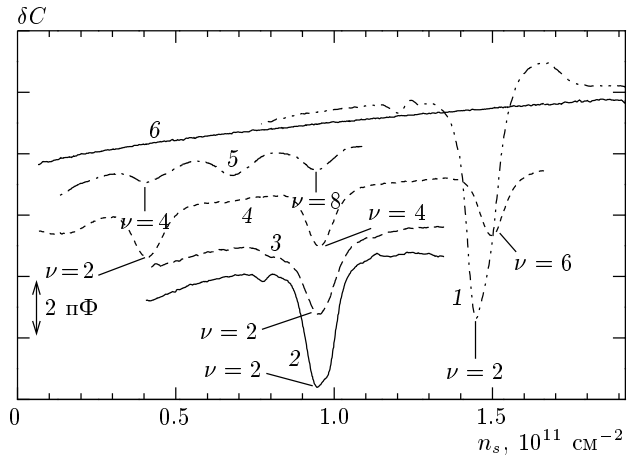 δC
6
5
ν = 4
ν = 8
4
ν = 4
3
ν = 2
ν = 6
1
2 пФ
ν = 2
2
ν = 2
ν = 2
0 0.5 1.0 1.5
n_s, 10^11 см^−2